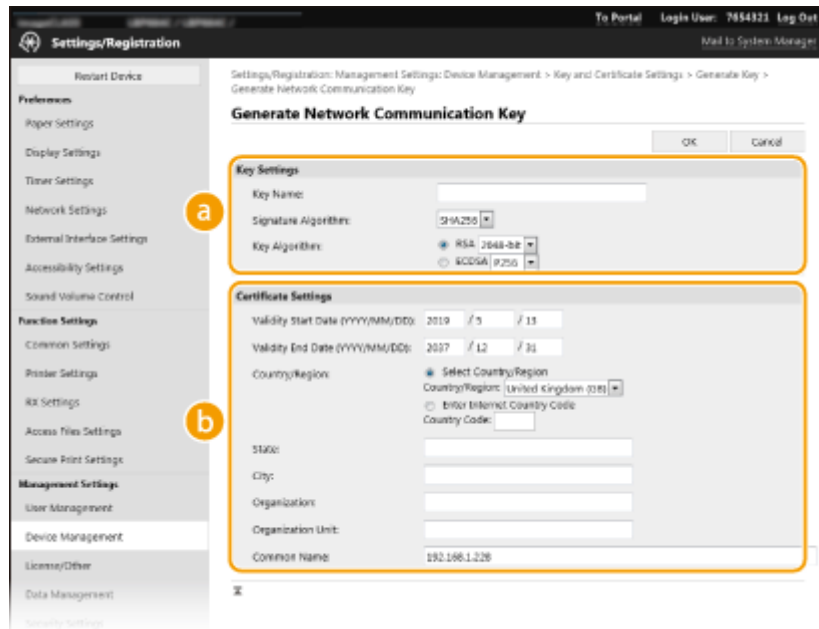 To Portal Login User: 7654321 Log Out
Settings/Registration
Mail to System Manager
Restart Device
Preferences
Paper Settings
Display Settings
Timer Settings
Network Settings
External Interface Settings
Accessibility Settings
Sound Volume Control
Function Settings
Common Settings
Printer Settings
RX Settings
Access Files Settings
Secure Print Settings
Management Settings
User Management
Device Management
License/Other
Data Management
Security Settings
Settings/Registration: Management Settings: Device Management > Key and Certificate Settings > Generate Key >
Generate Network Communication Key
Generate Network Communication Key
OK Cancel
a
Key Settings
Key Name:
Signature Algorithm: SHA256
Key Algorithm: RSA 2048-bit
ECDSA P256
b
Certificate Settings
Validity Start Date (YYYY/MM/DD): 2019 / 5 / 13
Validity End Date (YYYY/MM/DD): 2037 / 12 / 31
Country/Region: Select Country/Region
Country/Region: United Kingdom (GB)
Enter Internet Country Code
Country Code:
State:
City:
Organization:
Organization Unit:
Common Name: 192.168.1.228